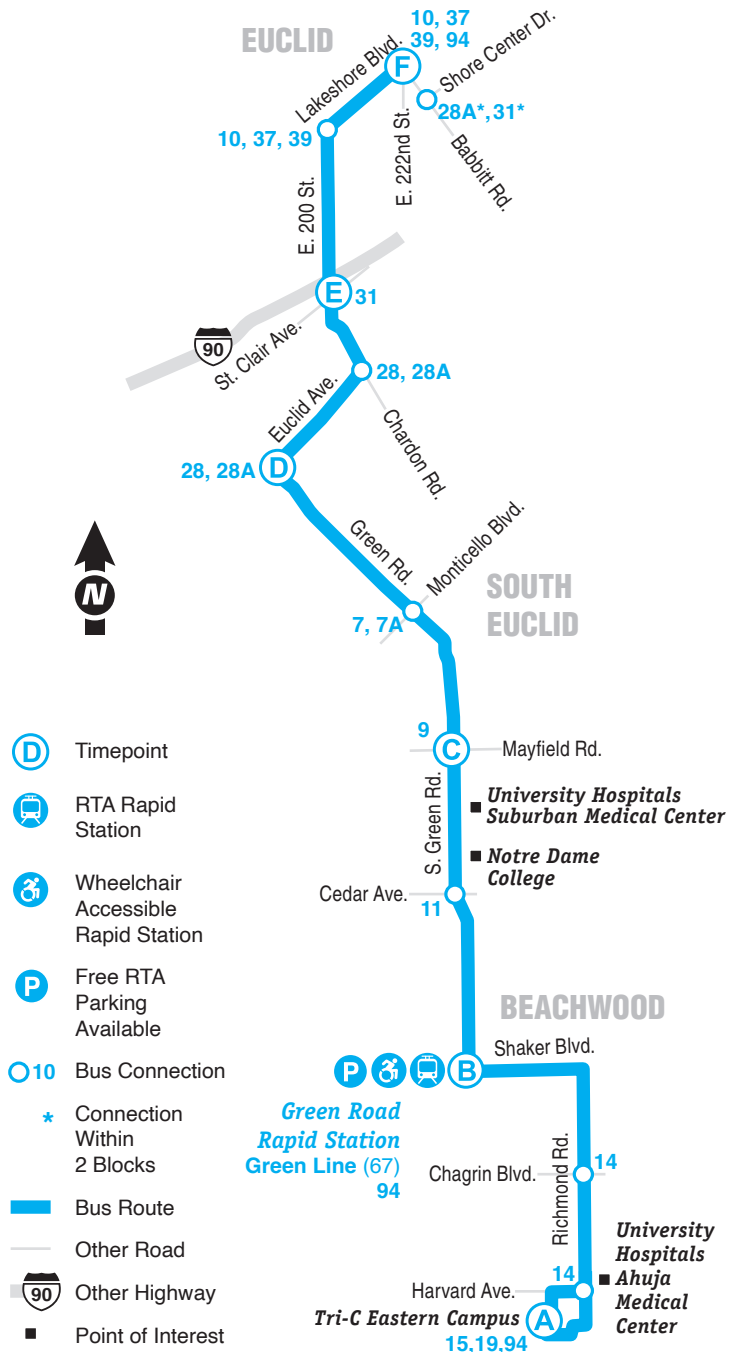 EUCLID
10, 37
39, 94
Lakeshore Blvd.
F
Shore Center Dr.
28A*, 31*
10, 37, 39
E. 222nd St.
Babbitt Rd.
E. 200 St.
E
31
90
St. Clair Ave.
28, 28A
Euclid Ave.
Chardon Rd.
28, 28A
D
Green Rd.
Monticello Blvd.
N
SOUTH
EUCLID
7, 7A
9
C
Mayfield Rd.
S. Green Rd.
University Hospitals
Suburban Medical Center
Notre Dame
College
Cedar Ave.
11
BEACHWOOD
Shaker Blvd.
P
B
Green Road
Rapid Station
Green Line (67)
94
Chagrin Blvd.
14
Richmond Rd.
University
Hospitals
Ahuja
Medical
Center
14
Harvard Ave.
Tri-C Eastern Campus
A
15,19,94
D
Timepoint
RTA Rapid
Station
Wheelchair
Accessible
Rapid Station
P
Free RTA
Parking
Available
10
Bus Connection
*
Connection
Within
2 Blocks
Bus Route
Other Road
90
Other Highway
Point of Interest